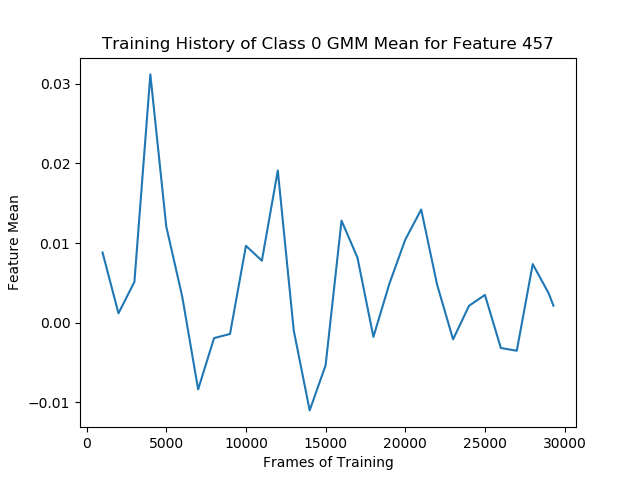 Training History of Class 0 GMM Mean for Feature 457
Feature Mean
0.03
0.02
0.01
0.00
−0.01
0 5000 10000 15000 20000 25000 30000
Frames of Training